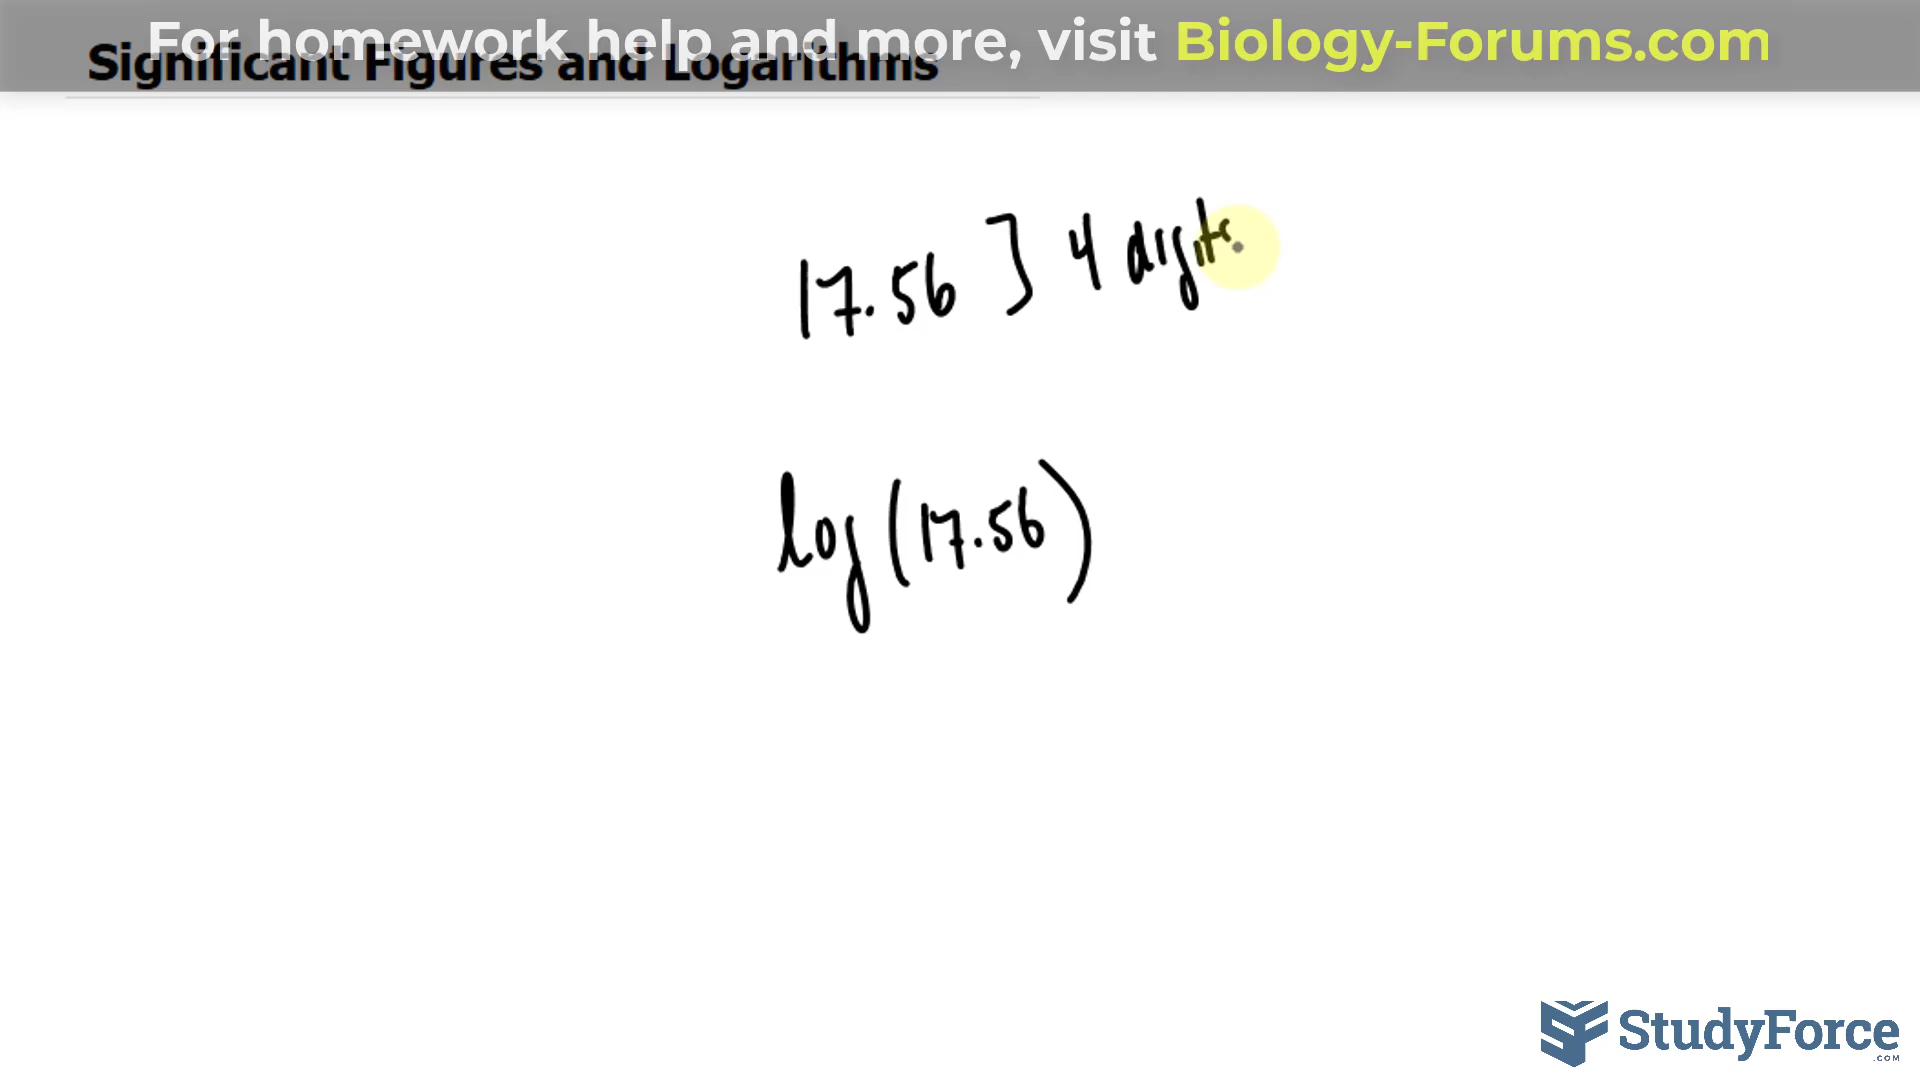 For homework help and more, visit Biology-Forums.com
Significant Figures and Logarithms
17.56 ] 4 digits
log (17.56)
StudyForce
.COM